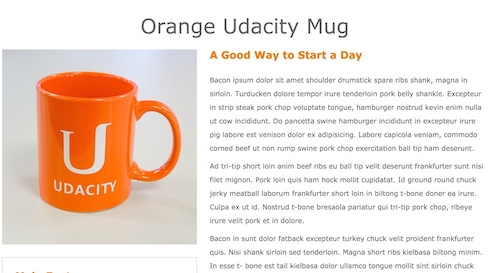 Orange Udacity Mug
U
UDACITY
A Good Way to Start a Day
Bacon ipsum dolor sit amet shoulder drumstick spare ribs shank, magna in
sirloin. Turducken dolore tempor irure tenderloin pork belly shankle. Excepteur
in strip steak pork chop voluptate tongue, hamburger nostrud kevin enim nulla
ut cow incididunt. Do pancetta swine hamburger incididunt in excepteur irure
pig labore est venison dolor ex adipisicing. Labore capicola veniam, commodo
corned beef ut non rump swine pork chop exercitation ball tip ham deserunt.
Ad tri-tip short loin anim beef ribs eu ball tip velit deserunt frankfurter sunt nisi
filet mignon. Pork loin quis ham hock mollit cupidatat. Id ground round chuck
jerky meatball laborum frankfurter short loin in biltong t-bone doner ea irure.
Culpa ex ut id. Nostrud t-bone bresaola pariatur qui tri-tip pork chop, ribeye
irure velit pork et in dolore.
Bacon in sunt dolor fatback excepteur turkey chuck velit proident frankfurter
quis. Nisi shank sirloin sed tenderloin. Magna short ribs kielbasa biltong minim.
In esse t- bone est tail kielbasa dolor ullamco tongue mollit sint sirloin chuck